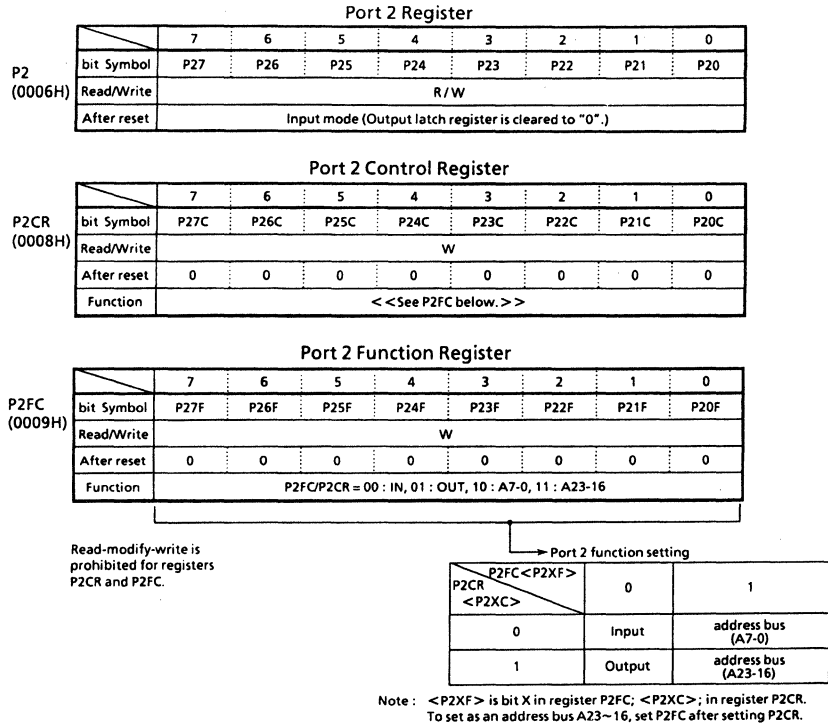 Port 2 Register
7 6 5 4 3 2 1 0
P2
(0006H)
bit Symbol P27 P26 P25 P24 P23 P22 P21 P20
Read/Write R/W
After reset Input mode (Output latch register is cleared to "0".)
Port 2 Control Register
7 6 5 4 3 2 1 0
P2CR
(0008H)
bit Symbol P27C P26C P25C P24C P23C P22C P21C P20C
Read/Write W
After reset 0 0 0 0 0 0 0 0
Function <<See P2FC below.>>
Port 2 Function Register
7 6 5 4 3 2 1 0
P2FC
(0009H)
bit Symbol P27F P26F P25F P24F P23F P22F P21F P20F
Read/Write W
After reset 0 0 0 0 0 0 0 0
Function P2FC/P2CR = 00 : IN, 01 : OUT, 10 : A7-0, 11 : A23-16
Read-modify-write is
prohibited for registers
P2CR and P2FC.
Port 2 function setting
P2FC<P2XF>
P2CR
<P2XC>
0 1
0 Input address bus
(A7-0)
1 Output address bus
(A23-16)
Note : <P2XF> is bit X in register P2FC; <P2XC>; in register P2CR.
To set as an address bus A23~16, set P2FC after setting P2CR.